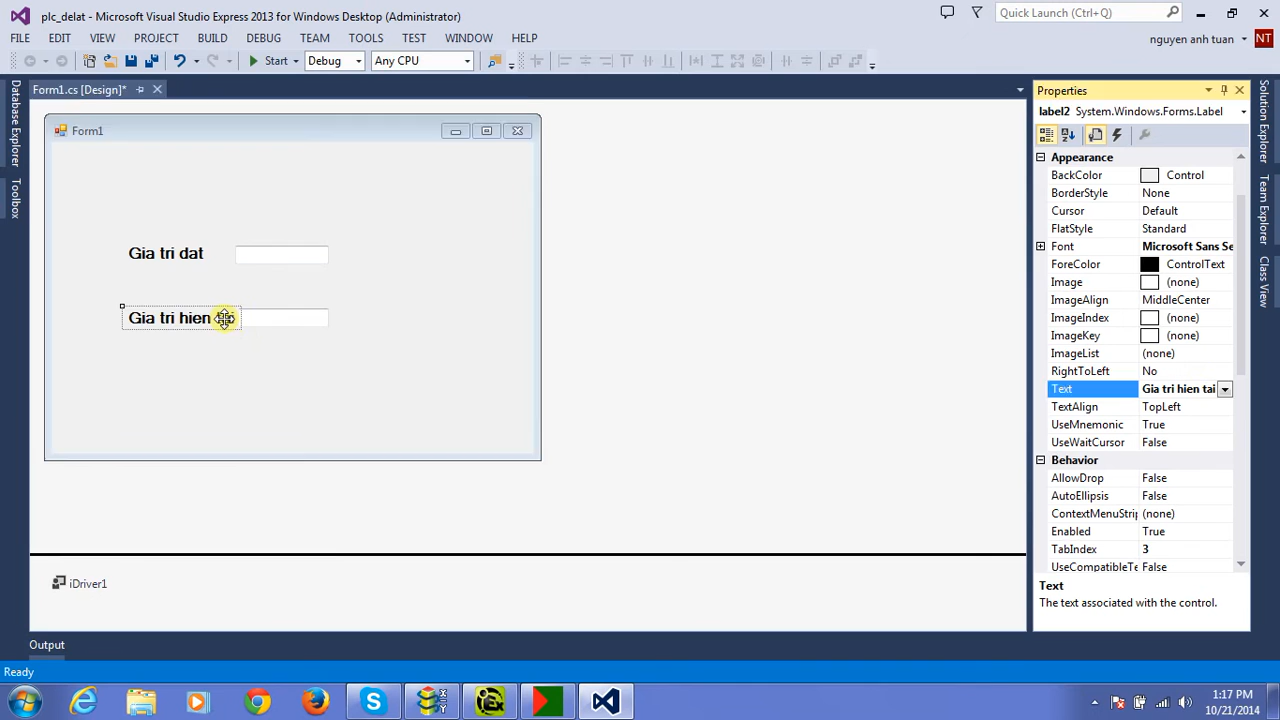 plc_delat - Microsoft Visual Studio Express 2013 for Windows Desktop (Administrator)
Quick Launch (Ctrl+Q)
FILE EDIT VIEW PROJECT BUILD DEBUG TEAM TOOLS TEST WINDOW HELP
nguyen anh tuan NT
Start Debug Any CPU
Form1.cs [Design]*
Database Explorer
Toolbox
Form1
Gia tri dat
Gia tri hien
iDriver1
Properties
label2 System.Windows.Forms.Label
Appearance
BackColor Control
BorderStyle None
Cursor Default
FlatStyle Standard
Font Microsoft Sans Se
ForeColor ControlText
Image (none)
ImageAlign MiddleCenter
ImageIndex (none)
ImageKey (none)
ImageList (none)
RightToLeft No
Text Gia tri hien tai
TextAlign TopLeft
UseMnemonic True
UseWaitCursor False
Behavior
AllowDrop False
AutoEllipsis False
ContextMenuStrip (none)
Enabled True
TabIndex 3
UseCompatibleTe False
Text
The text associated with the control.
Solution Explorer
Team Explorer
Class View
Output
Ready
1:17 PM
10/21/2014